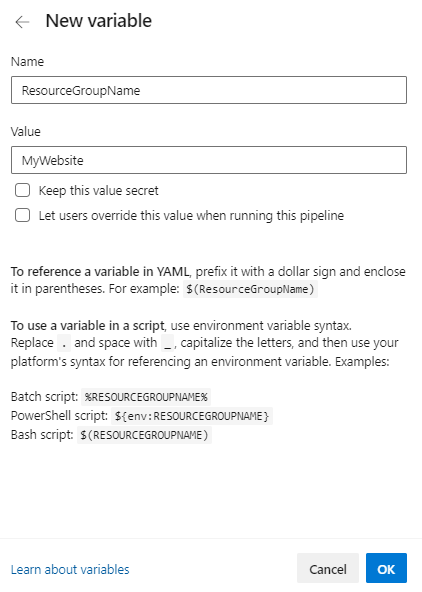 ← New variable
Name
ResourceGroupName
Value
MyWebsite
Keep this value secret
Let users override this value when running this pipeline
To reference a variable in YAML, prefix it with a dollar sign and enclose
it in parentheses. For example: $(ResourceGroupName)
To use a variable in a script, use environment variable syntax.
Replace . and space with _, capitalize the letters, and then use your
platform's syntax for referencing an environment variable. Examples:
Batch script: %RESOURCEGROUPNAME%
PowerShell script: ${env:RESOURCEGROUPNAME}
Bash script: $(RESOURCEGROUPNAME)
Learn about variables
Cancel
OK